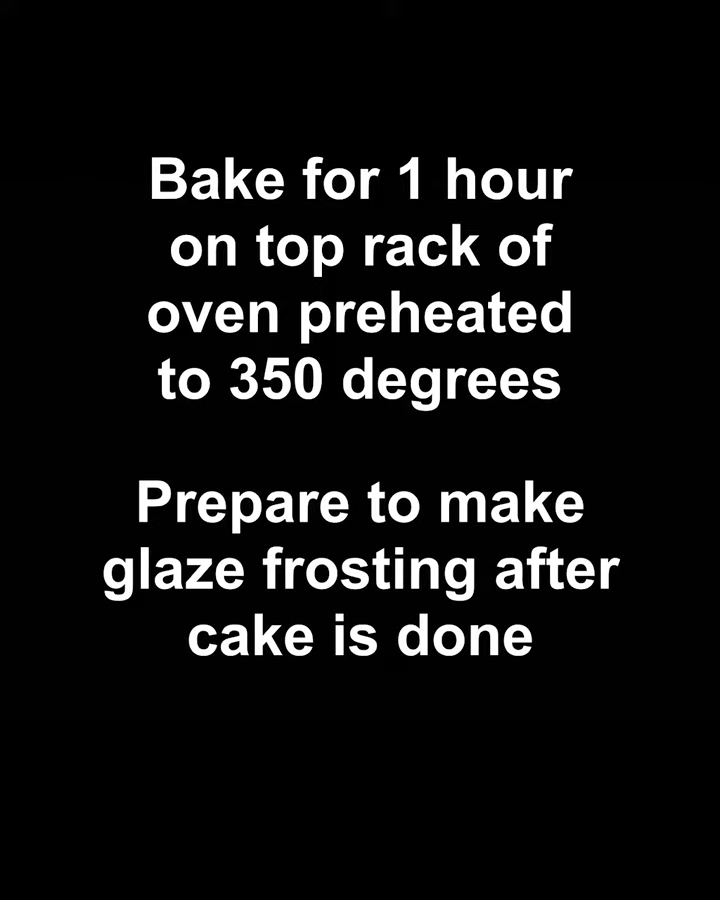 Bake for 1 hour
on top rack of
oven preheated
to 350 degrees
Prepare to make
glaze frosting after
cake is done